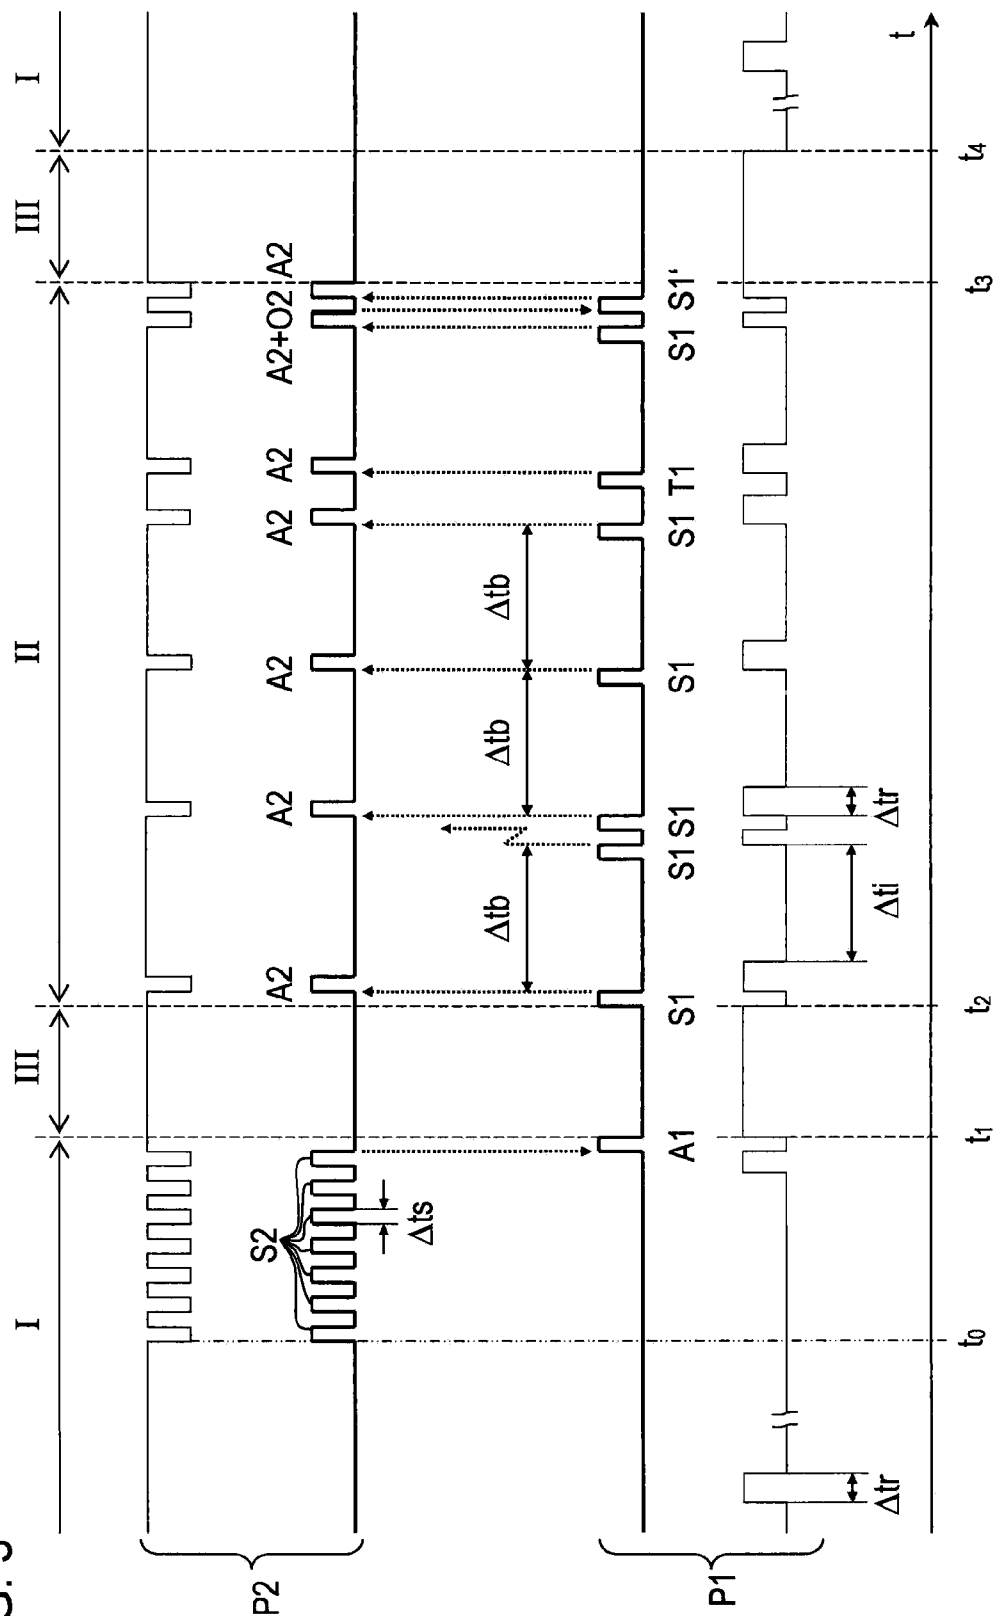 I III II III I
P2
S2 A2 A2 A2 A2 A2 A2+O2 A2
Δts
Δtb Δtb Δtb
P1
A1 S1 S1 S1 S1 S1 T1 S1 S1'
Δtr Δti Δtr
t
t0 t1 t2 t3 t4